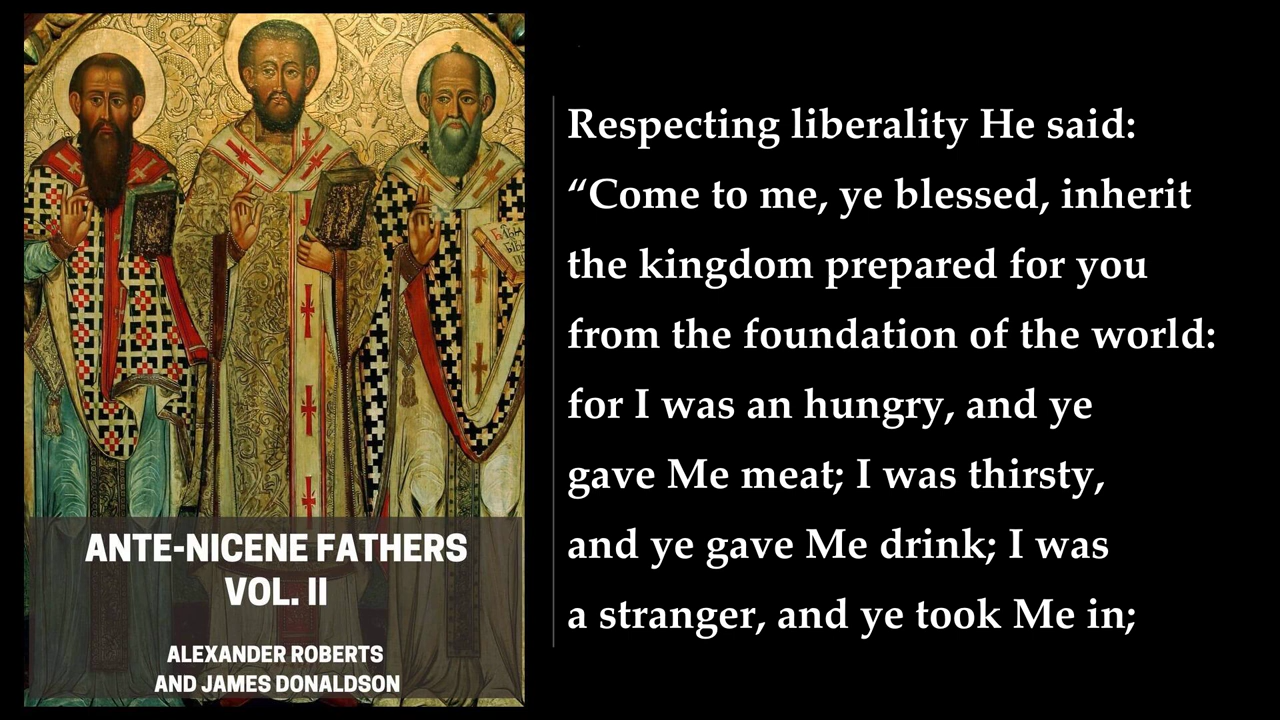 ANTE-NICENE FATHERS
VOL. II
ALEXANDER ROBERTS
AND JAMES DONALDSON
Respecting liberality He said:
“Come to me, ye blessed, inherit
the kingdom prepared for you
from the foundation of the world:
for I was an hungry, and ye
gave Me meat; I was thirsty,
and ye gave Me drink; I was
a stranger, and ye took Me in;